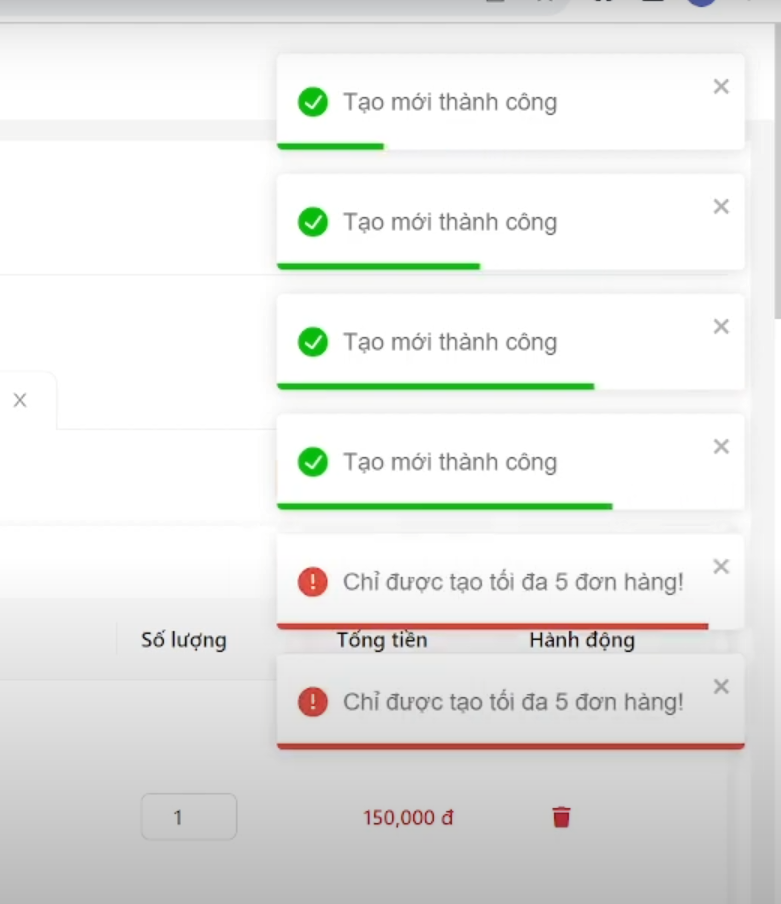 Tạo mới thành công
Tạo mới thành công
Tạo mới thành công
Tạo mới thành công
Chỉ được tạo tối đa 5 đơn hàng!
Số lượng Tổng tiền Hành động
Chỉ được tạo tối đa 5 đơn hàng!
1 150,000 đ